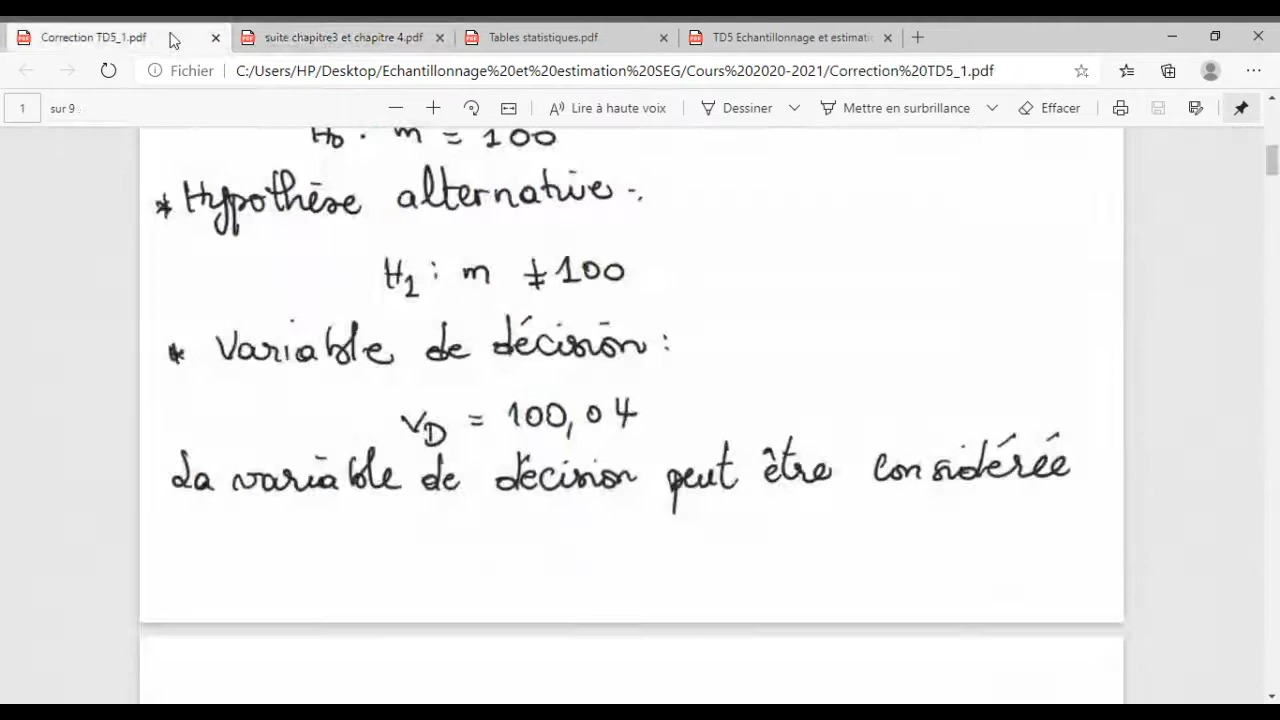 Correction TD5_1.pdf
suite chapitre3 et chapitre 4.pdf
Tables statistiques.pdf
TD5 Echantillonnage et estimati
Fichier
C:/Users/HP/Desktop/Echantillonnage%20et%20estimation%20SEG/Cours%202020-2021/Correction%20TD5_1.pdf
1 sur 9
Lire à haute voix
Dessiner
Mettre en surbrillance
Effacer
H0 : m = 100
* Hypothèse alternative :
H1 : m ≠ 100
* Variable de décision :
VD = 100,04
La variable de décision peut être considérée